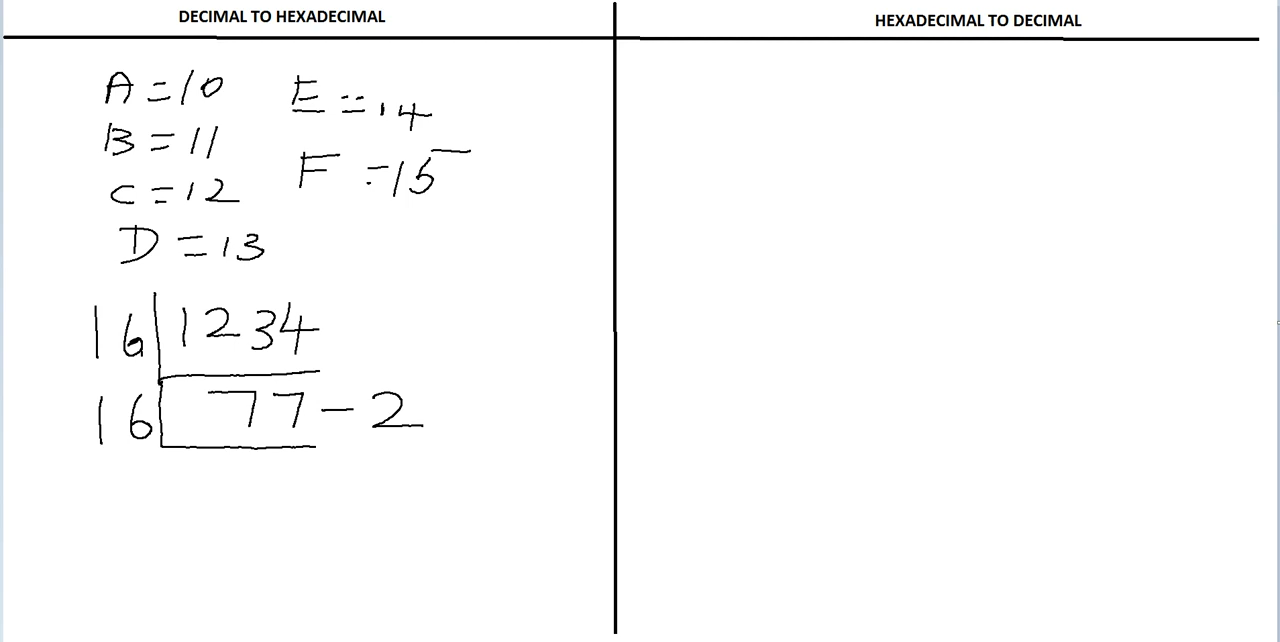 DECIMAL TO HEXADECIMAL
A = 10
B = 11
C = 12
D = 13
E = 14
F = 15
16 1234
16 77 - 2
HEXADECIMAL TO DECIMAL